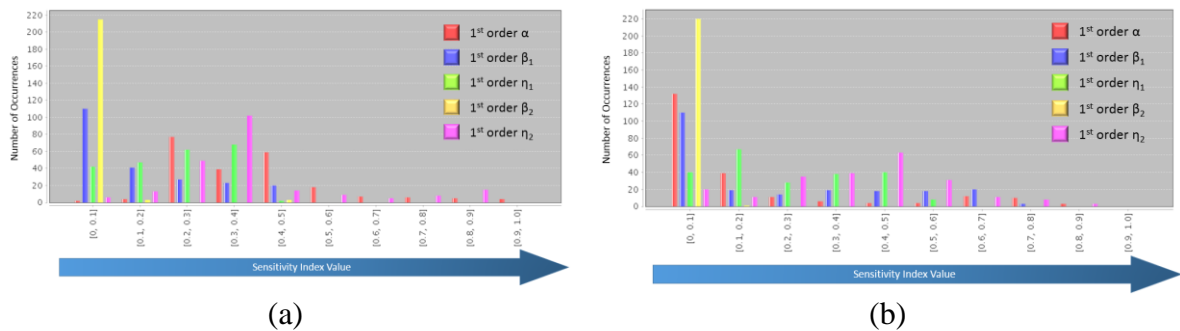 220
200
180
160
140
120
100
80
60
40
20
0
Number of Occurrences
1st order α
1st order β1
1st order η1
1st order β2
1st order η2
[0, 0.1]
[0.1, 0.2]
[0.2, 0.3]
[0.3, 0.4]
[0.4, 0.5]
[0.5, 0.6]
[0.6, 0.7]
[0.7, 0.8]
[0.8, 0.9]
[0.9, 1.0]
Sensitivity Index Value
(a)
220
200
180
160
140
120
100
80
60
40
20
0
Number of Occurrences
1st order α
1st order β1
1st order η1
1st order β2
1st order η2
[0, 0.1]
[0.1, 0.2]
[0.2, 0.3]
[0.3, 0.4]
[0.4, 0.5]
[0.5, 0.6]
[0.6, 0.7]
[0.7, 0.8]
[0.8, 0.9]
[0.9, 1.0]
Sensitivity Index Value
(b)